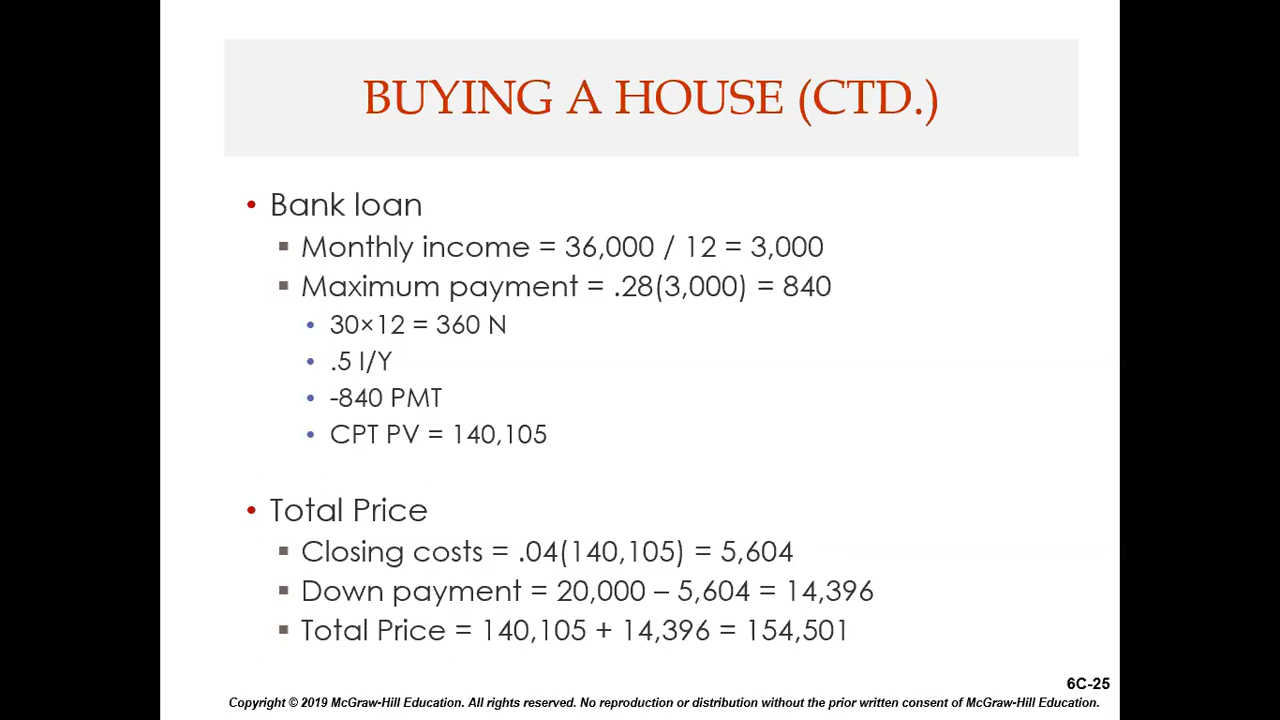 BUYING A HOUSE (CTD.)
• Bank loan
▪ Monthly income = 36,000 / 12 = 3,000
▪ Maximum payment = .28(3,000) = 840
• 30×12 = 360 N
• .5 I/Y
• -840 PMT
• CPT PV = 140,105
• Total Price
▪ Closing costs = .04(140,105) = 5,604
▪ Down payment = 20,000 – 5,604 = 14,396
▪ Total Price = 140,105 + 14,396 = 154,501
6C-25
Copyright © 2019 McGraw-Hill Education. All rights reserved. No reproduction or distribution without the prior written consent of McGraw-Hill Education.